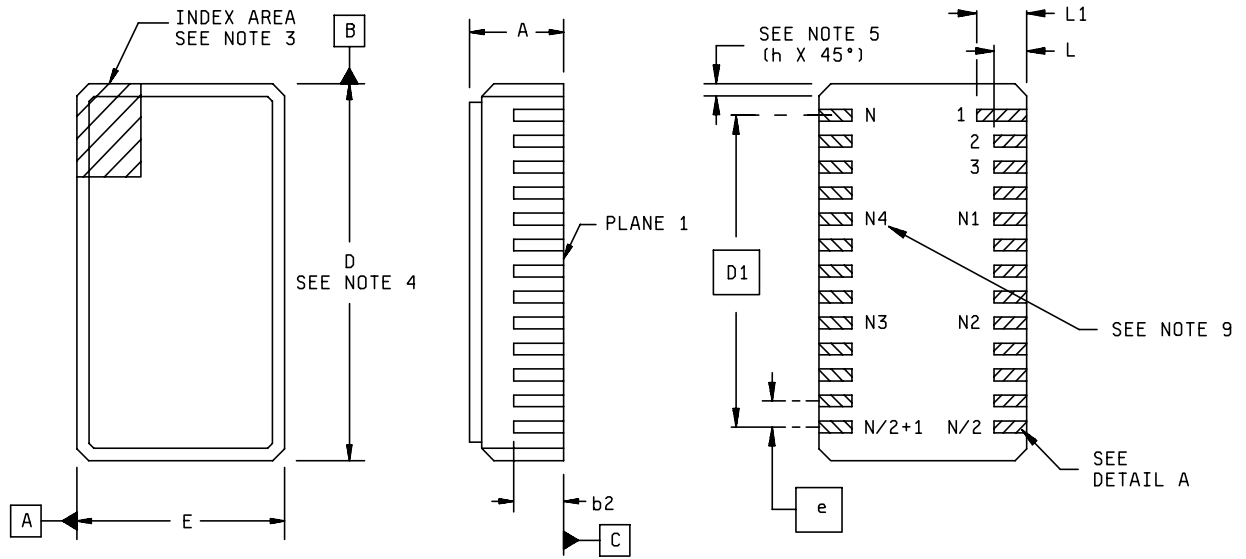 INDEX AREA
SEE NOTE 3
B
D
SEE NOTE 4
A
E
A
PLANE 1
b2
C
SEE NOTE 5
(h X 45°)
L1
L
N
1
2
3
N4
N1
D1
N3
N2
SEE NOTE 9
N/2+1
N/2
SEE
DETAIL A
e